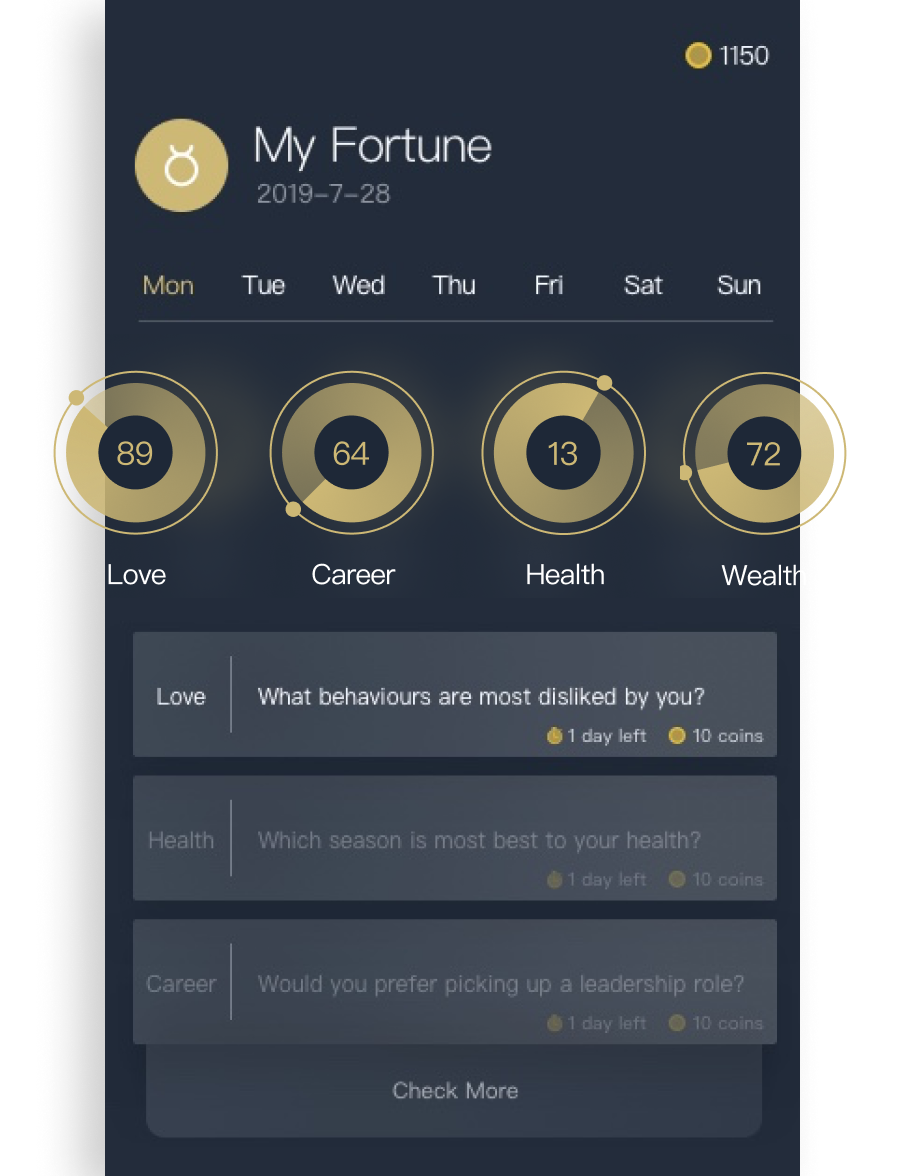 1150
My Fortune
2019-7-28
Mon Tue Wed Thu Fri Sat Sun
89 64 13 72
Love Career Health Wealth
Love What behaviours are most disliked by you?
1 day left 10 coins
Health Which season is most best to your health?
1 day left 10 coins
Career Would you prefer picking up a leadership role?
1 day left 10 coins
Check More